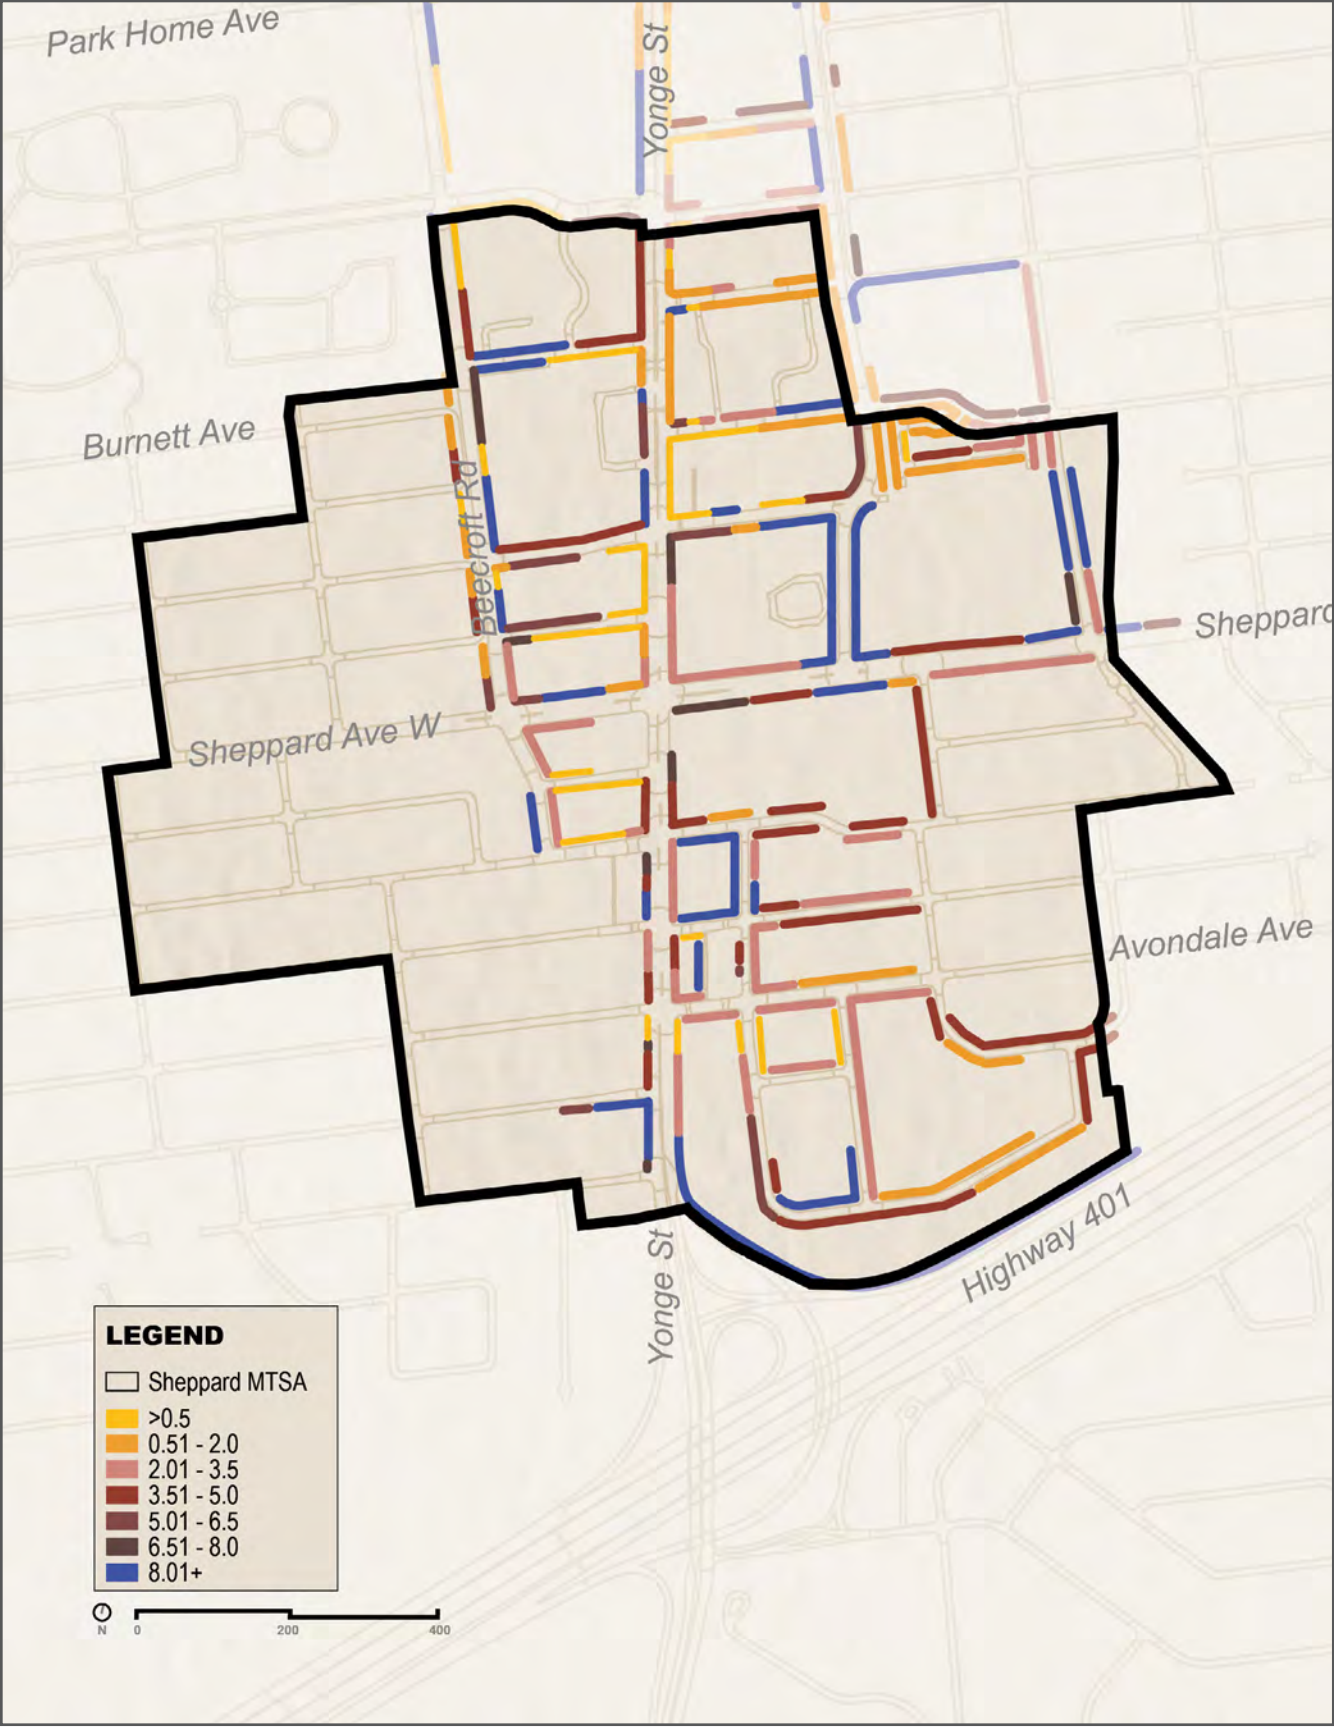 Park Home Ave
Yonge St
Burnett Ave
Beecroft Rd
Sheppard
Sheppard Ave W
Avondale Ave
Highway 401
Yonge St
LEGEND
Sheppard MTSA
>0.5
0.51 - 2.0
2.01 - 3.5
3.51 - 5.0
5.01 - 6.5
6.51 - 8.0
8.01+
N 0 200 400